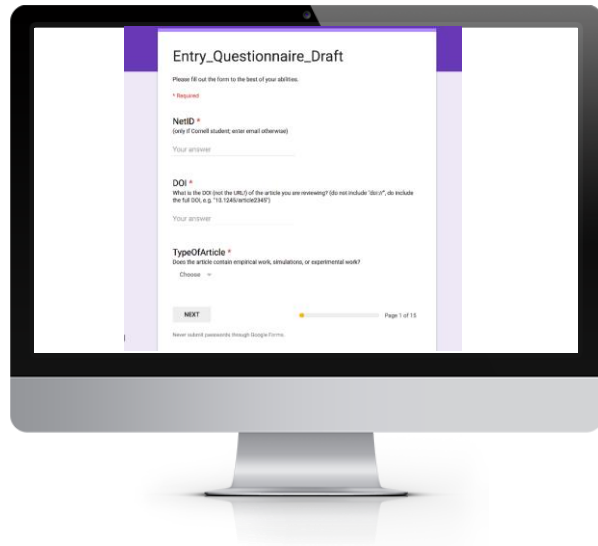 Entry_Questionnaire_Draft
Please fill out the form to the best of your abilities.
* Required
NetID *
(only if Cornell student; enter email otherwise)
Your answer
DOI *
What is the DOI (not the URL!) of the article you are reviewing? (do not include "doi://", do include
the full DOI, e.g. "10.1245/article2345")
Your answer
TypeOfArticle *
Does the article contain empirical work, simulations, or experimental work?
Choose
NEXT
Page 1 of 15
Never submit passwords through Google Forms.